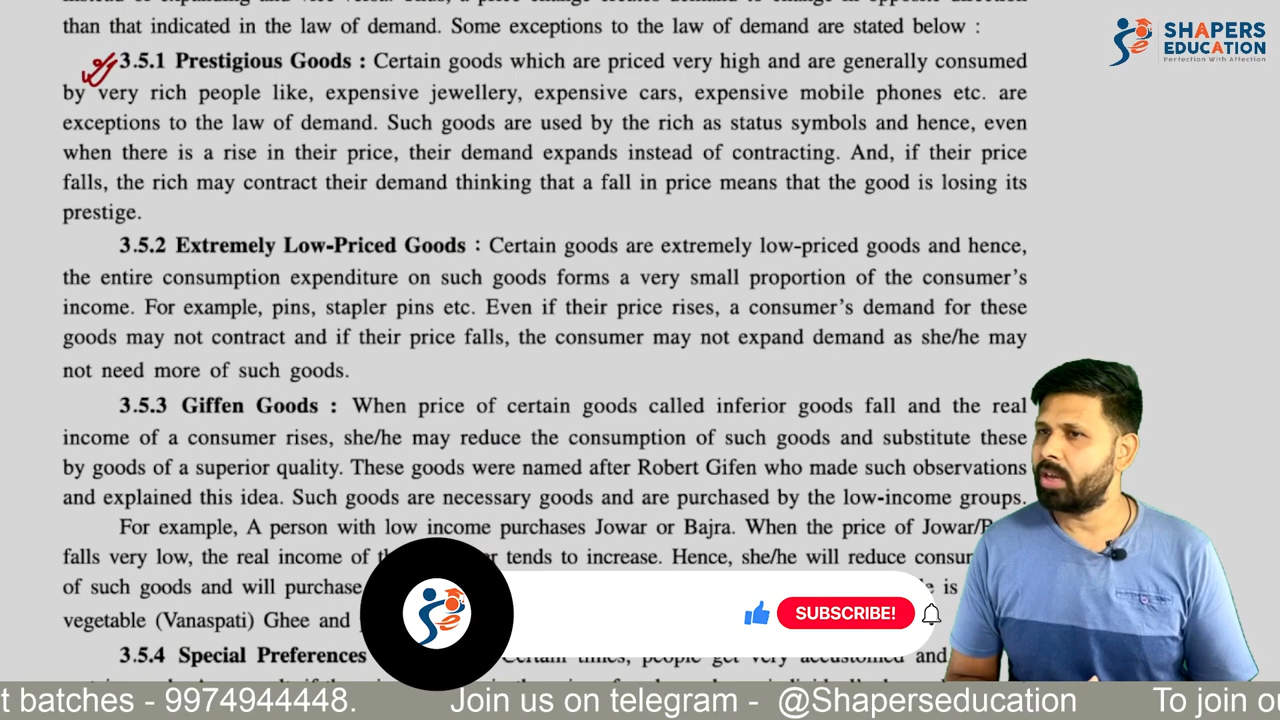 than that indicated in the law of demand. Some exceptions to the law of demand are stated below :
3.5.1 Prestigious Goods : Certain goods which are priced very high and are generally consumed
by very rich people like, expensive jewellery, expensive cars, expensive mobile phones etc. are
exceptions to the law of demand. Such goods are used by the rich as status symbols and hence, even
when there is a rise in their price, their demand expands instead of contracting. And, if their price
falls, the rich may contract their demand thinking that a fall in price means that the good is losing its
prestige.
3.5.2 Extremely Low-Priced Goods : Certain goods are extremely low-priced goods and hence,
the entire consumption expenditure on such goods forms a very small proportion of the consumer's
income. For example, pins, stapler pins etc. Even if their price rises, a consumer's demand for these
goods may not contract and if their price falls, the consumer may not expand demand as she/he may
not need more of such goods.
3.5.3 Giffen Goods : When price of certain goods called inferior goods fall and the real
income of a consumer rises, she/he may reduce the consumption of such goods and substitute these
by goods of a superior quality. These goods were named after Robert Gifen who made such observations
and explained this idea. Such goods are necessary goods and are purchased by the low-income groups.
For example, A person with low income purchases Jowar or Bajra. When the price of Jowar/
falls very low, the real income of tends to increase. Hence, she/he will reduce
of such goods and will purchase is
vegetable (Vanaspati) Ghee and
3.5.4 Special Preferences Certain times, people get very accustomed and
SHAPERS
EDUCATION
Perfection With Affection
SUBSCRIBE!
t batches - 9974944448. Join us on telegram - @Shaperseducation To join